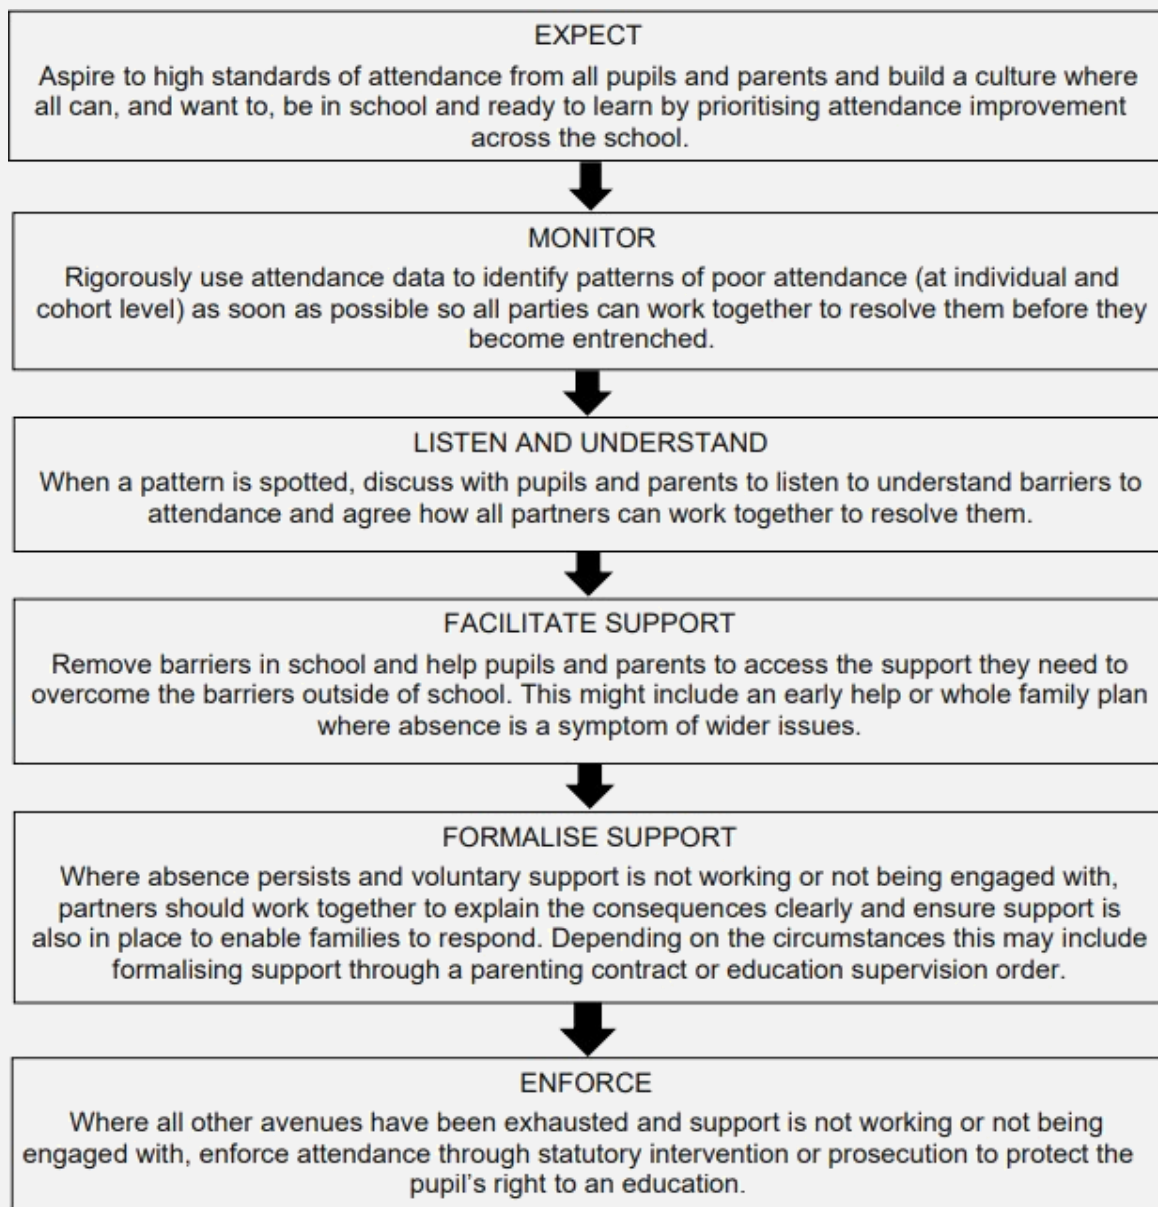 EXPECT
Aspire to high standards of attendance from all pupils and parents and build a culture where
all can, and want to, be in school and ready to learn by prioritising attendance improvement
across the school.
MONITOR
Rigorously use attendance data to identify patterns of poor attendance (at individual and
cohort level) as soon as possible so all parties can work together to resolve them before they
become entrenched.
LISTEN AND UNDERSTAND
When a pattern is spotted, discuss with pupils and parents to listen to understand barriers to
attendance and agree how all partners can work together to resolve them.
FACILITATE SUPPORT
Remove barriers in school and help pupils and parents to access the support they need to
overcome the barriers outside of school. This might include an early help or whole family plan
where absence is a symptom of wider issues.
FORMALISE SUPPORT
Where absence persists and voluntary support is not working or not being engaged with,
partners should work together to explain the consequences clearly and ensure support is
also in place to enable families to respond. Depending on the circumstances this may include
formalising support through a parenting contract or education supervision order.
ENFORCE
Where all other avenues have been exhausted and support is not working or not being
engaged with, enforce attendance through statutory intervention or prosecution to protect the
pupil's right to an education.